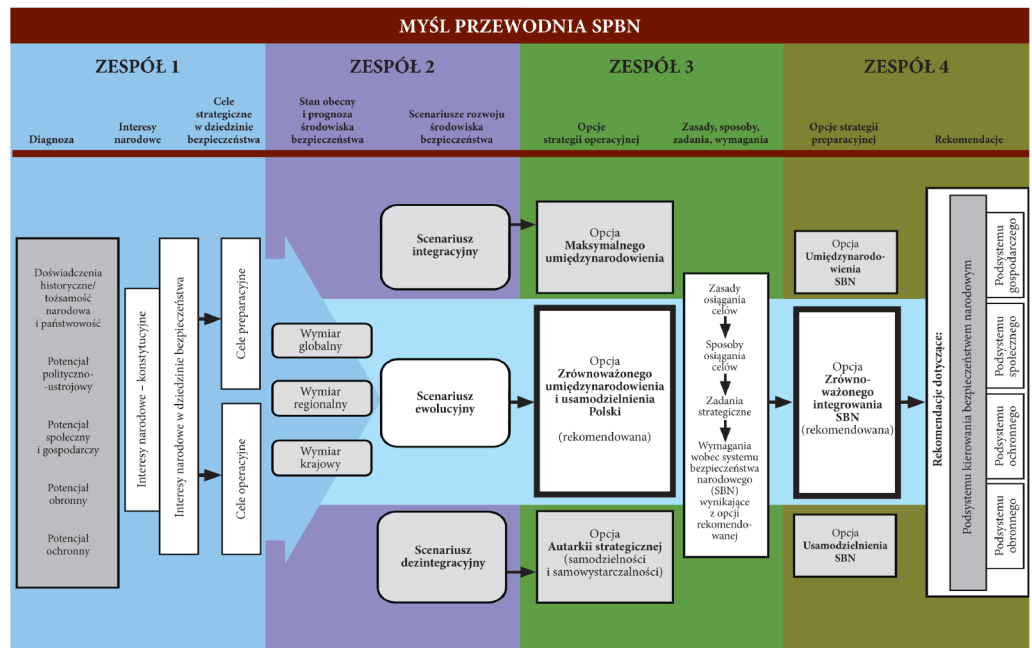 MYŚL PRZEWODNIA SPBN
ZESPÓŁ 1
ZESPÓŁ 2
ZESPÓŁ 3
ZESPÓŁ 4
Diagnoza
Interesy
narodowe
Cele
strategiczne
w dziedzinie
bezpieczeństwa
Stan obecny
i prognoza
środowiska
bezpieczeństwa
Scenariusze rozwoju
środowiska
bezpieczeństwa
Opcje
strategii operacyjnej
Zasady, sposoby,
zadania, wymagania
Opcje strategii
preparacyjnej
Rekomendacje
Doświadczenia
historyczne/
tożsamość
narodowa
i państwowość
Potencjał
polityczno-
-ustrojowy
Potencjał
społeczny
i gospodarczy
Potencjał
obronny
Potencjał
ochronny
Interesy narodowe – konstytucyjne
Interesy narodowe w dziedzinie bezpieczeństwa
Cele preparacyjne
Cele operacyjne
Wymiar
globalny
Wymiar
regionalny
Wymiar
krajowy
Scenariusz
integracyjny
Scenariusz
ewolucyjny
Scenariusz
dezintegracyjny
Opcja
Maksymalnego
umiędzynarodowienia
Opcja
Zrównoważonego
umiędzynarodowienia
i usamodzielnienia
Polski
(rekomendowana)
Opcja
Autarkii strategicznej
(samodzielności
i samowystarczalności)
Zasady
osiągania
celów
Sposoby
osiągania
celów
Zadania
strategiczne
Wymagania
wobec systemu
bezpieczeństwa
narodowego
(SBN)
wynikające
z opcji
rekomendo-
wanej
Opcja
Umiędzynarodo-
wienia
SBN
Opcja
Zrówno-
ważonego
integrowania
SBN
(rekomendowana)
Opcja
Usamodzielnienia
SBN
Rekomendacje dotyczące:
Podsystemu kierowania bezpieczeństwem narodowym
Podsystemu
gospodarczego
Podsystemu
społecznego
Podsystemu
ochronnego
Podsystemu
obronnego